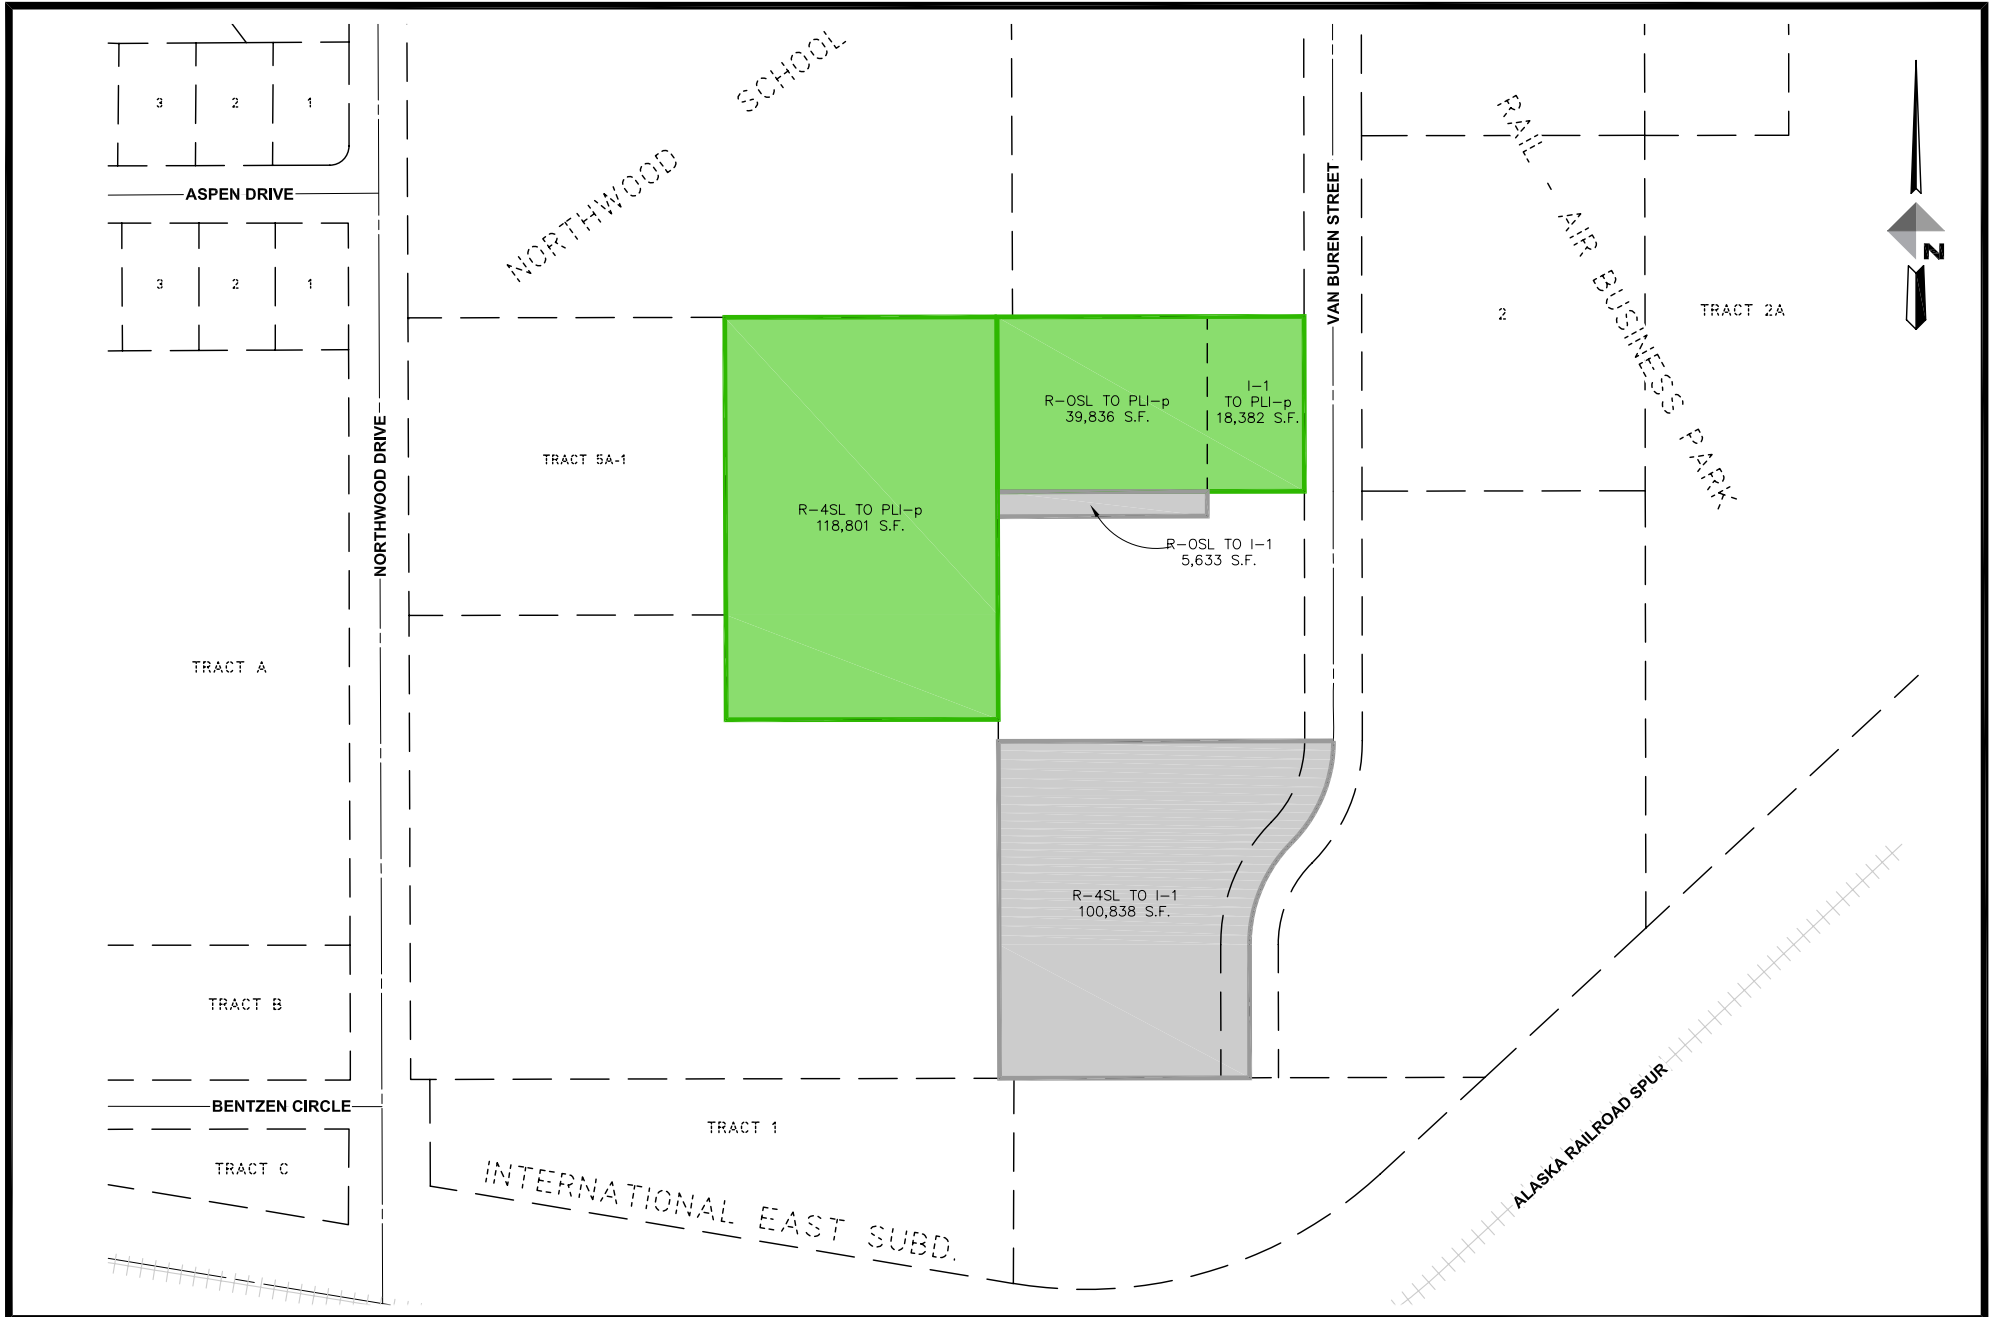 SCHOOL
NORTHWOOD
3
2
1
ASPEN DRIVE
3
2
1
VAN BUREN STREET
RAIL - AIR BUSINESS PARK
N
2
TRACT 2A
NORTHWOOD DRIVE
TRACT 5A-1
R-4SL TO PLI-p
118,801 S.F.
R-OSL TO PLI-p
39,836 S.F.
I-1
TO PLI-p
18,382 S.F.
R-OSL TO I-1
5,633 S.F.
TRACT A
R-4SL TO I-1
100,838 S.F.
TRACT B
BENTZEN CIRCLE
TRACT 1
TRACT C
INTERNATIONAL EAST SUBD.
ALASKA RAILROAD SPUR